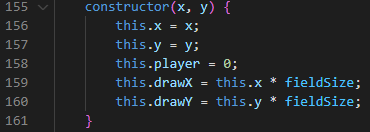 155 constructor(x, y) {
156 this.x = x;
157 this.y = y;
158 this.player = 0;
159 this.drawX = this.x * fieldSize;
160 this.drawY = this.y * fieldSize;
161 }